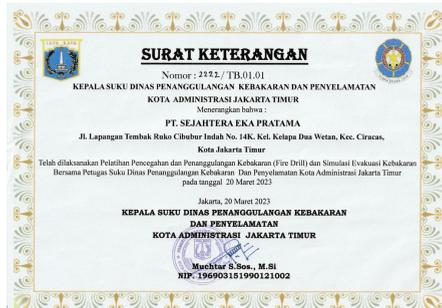 JAYA RAYA
SURAT KETERANGAN
Nomor : 2222 / TB.01.01
KEPALA SUKU DINAS PENANGGULANGAN KEBAKARAN DAN PENYELAMATAN
KOTA ADMINISTRASI JAKARTA TIMUR
Menerangkan bahwa :
PT. SEJAHTERA EKA PRATAMA
Jl. Lapangan Tembak Ruko Cibubur Indah No. 14K. Kel. Kelapa Dua Wetan, Kec. Ciracas,
Kota Jakarta Timur
Telah dilaksanakan Pelatihan Pencegahan dan Penanggulangan Kebakaran (Fire Drill) dan Simulasi Evakuasi Kebakaran
Bersama Petugas Suku Dinas Penanggulangan Kebakaran Dan Penyelamatan Kota Administrasi Jakarta Timur
pada tanggal 20 Maret 2023
Jakarta, 20 Maret 2023
KEPALA SUKU DINAS PENANGGULANGAN KEBAKARAN
DAN PENYELAMATAN
KOTA ADMINISTRASI JAKARTA TIMUR
Muchtar S.Sos., M.Si
NIP. 196903151990121002